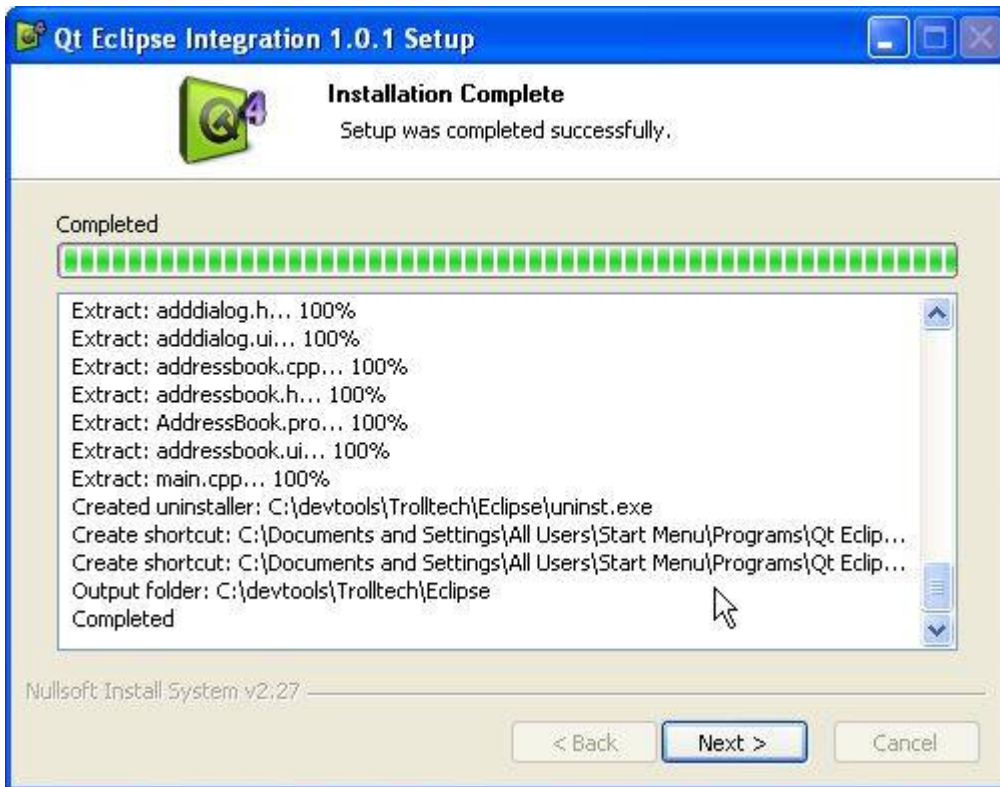 Qt Eclipse Integration 1.0.1 Setup
Q4
Installation Complete
Setup was completed successfully.
Completed
Extract: adddialog.h... 100%
Extract: adddialog.ui... 100%
Extract: addressbook.cpp... 100%
Extract: addressbook.h... 100%
Extract: AddressBook.pro... 100%
Extract: addressbook.ui... 100%
Extract: main.cpp... 100%
Created uninstaller: C:\devtools\Trolltech\Eclipse\uninst.exe
Create shortcut: C:\Documents and Settings\All Users\Start Menu\Programs\Qt Eclip...
Create shortcut: C:\Documents and Settings\All Users\Start Menu\Programs\Qt Eclip...
Output folder: C:\devtools\Trolltech\Eclipse
Completed
Nullsoft Install System v2.27
< Back
Next >
Cancel